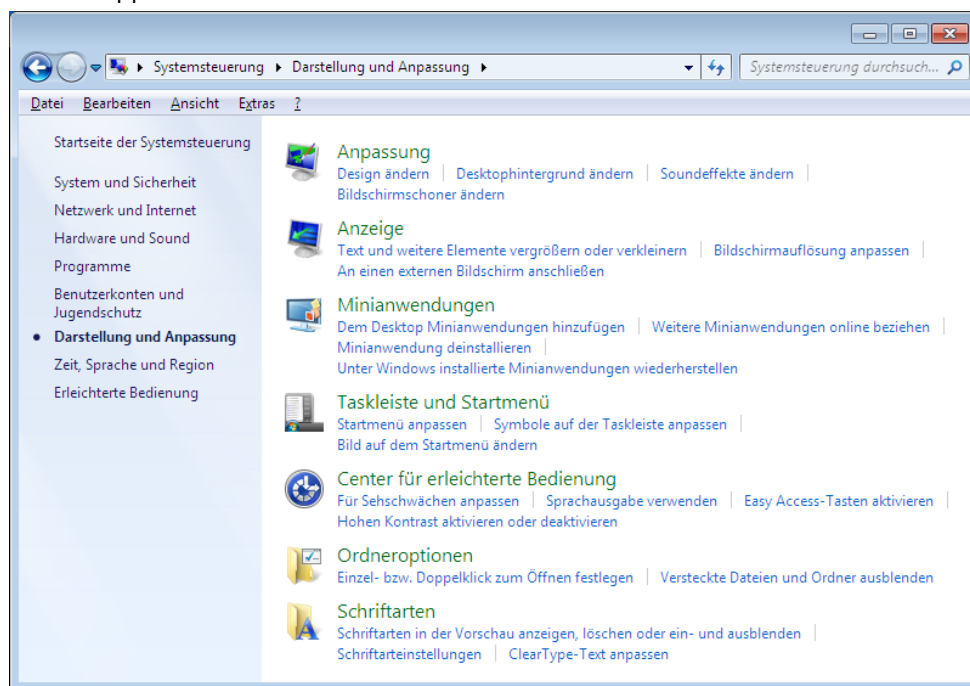 Systemsteuerung Darstellung und Anpassung
Systemsteuerung durchsuch...
Datei Bearbeiten Ansicht Extras ?
Startseite der Systemsteuerung
System und Sicherheit
Netzwerk und Internet
Hardware und Sound
Programme
Benutzerkonten und
Jugendschutz
Darstellung und Anpassung
Zeit, Sprache und Region
Erleichterte Bedienung
Anpassung
Design ändern Desktophintergrund ändern Soundeffekte ändern
Bildschirmschoner ändern
Anzeige
Text und weitere Elemente vergrößern oder verkleinern Bildschirmauflösung anpassen
An einen externen Bildschirm anschließen
Minianwendungen
Dem Desktop Minianwendungen hinzufügen Weitere Minianwendungen online beziehen
Minianwendung deinstallieren
Unter Windows installierte Minianwendungen wiederherstellen
Taskleiste und Startmenü
Startmenü anpassen Symbole auf der Taskleiste anpassen
Bild auf dem Startmenü ändern
Center für erleichterte Bedienung
Für Sehschwächen anpassen Sprachausgabe verwenden Easy Access-Tasten aktivieren
Hohen Kontrast aktivieren oder deaktivieren
Ordneroptionen
Einzel- bzw. Doppelklick zum Öffnen festlegen Versteckte Dateien und Ordner ausblenden
Schriftarten
Schriftarten in der Vorschau anzeigen, löschen oder ein- und ausblenden
Schriftarteinstellungen ClearType-Text anpassen